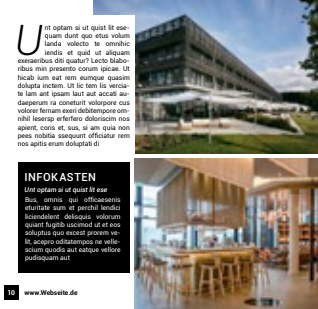 Unt optam si ut quist lit ese-
quam dunt quo etus volum
landa volecto te omnihic
iendis et quid ut aliquam
exeraeribus diti quatur? Lecto blabo-
ribus min presento corum ipicae. Ut
hicab ium eat rem eumque quasim
dolupta inctem. Ut lic tem lis vercia-
te lam ant ipsam laut aut accati au-
daeperum ra coneturit volorpore cus
volorer fernam exeri debitempore om-
nihil lesersp erferfero doloriscim nos
apient, coris et, sus, si am quia non
pees nobitia ssequunt officiatur rem
nos apitis erum doluptati di
INFOKASTEN
Unt optam si ut quist lit ese
Bus, omnis qui officaesenis
eturitate sum et perchil lendici
liciendelent delisquis volorum
quiant fugitib uscimod ut et eos
soluptus quo excest prorem ve-
lit, acepro oditatempos ne velle-
scium quodis aut eatque vellore
pudisquam aut
10 www.Webseite.de